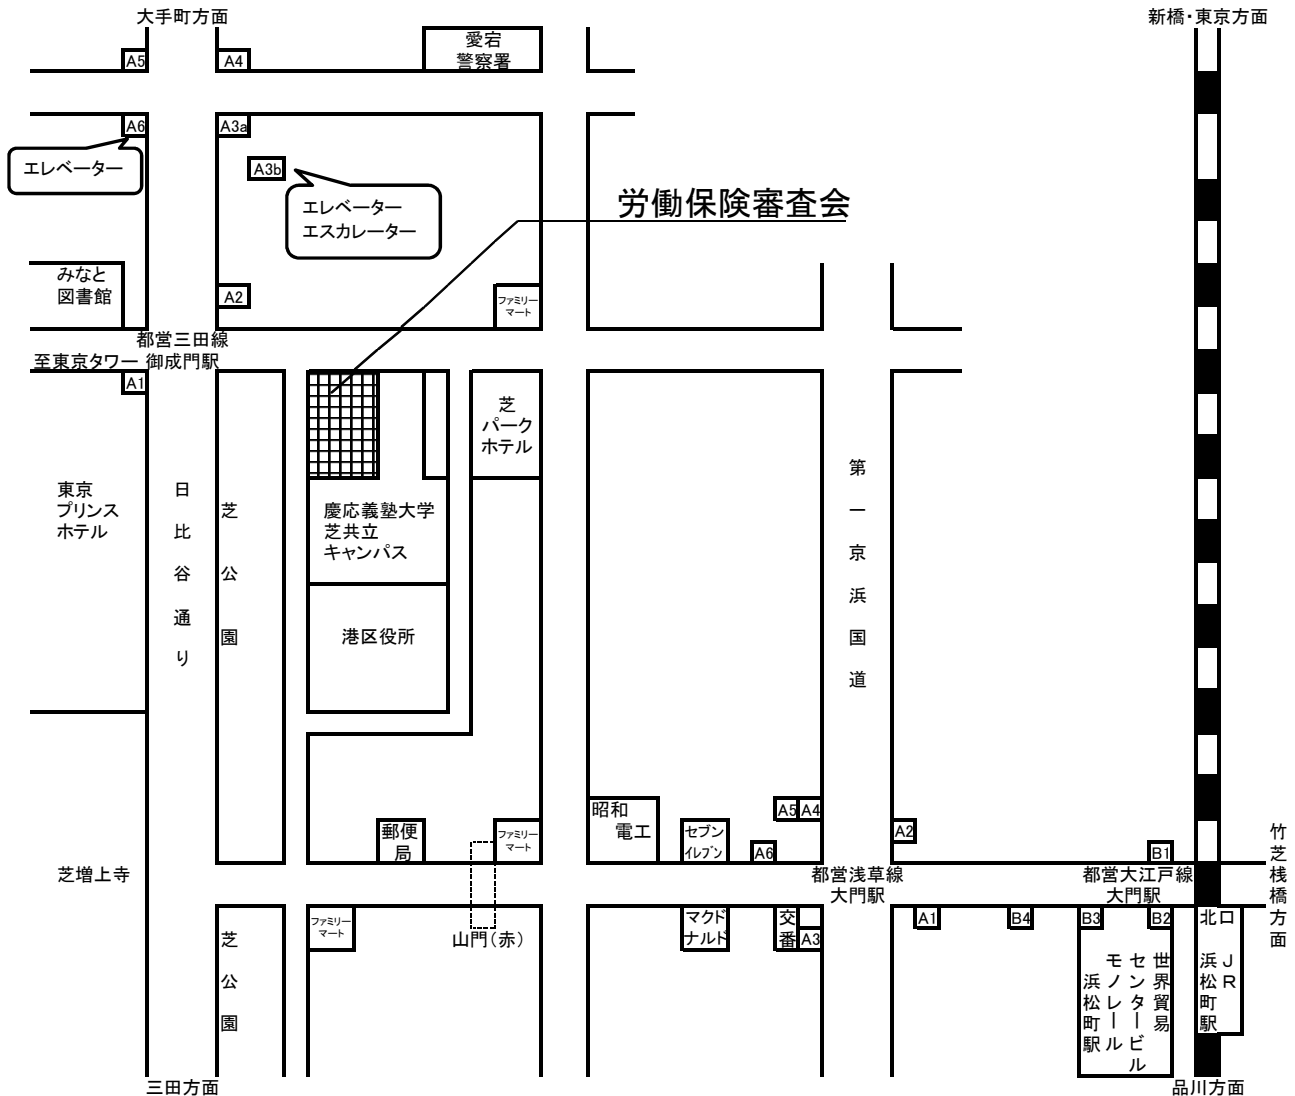 大手町方面
新橋・東京方面
A5
A4
愛宕
警察署
A6
A3a
エレベーター
A3b
エレベーター
エスカレーター
労働保険審査会
みなと
図書館
A2
ファミリー
マート
都営三田線
至東京タワー 御成門駅
A1
芝
パーク
ホテル
東京
プリンス
ホテル
日比谷通り
芝公園
慶応義塾大学
芝共立
キャンパス
港区役所
第一京浜国道
昭和
電工
セブン
イレブン
A5
A4
A6
A2
B1
郵便
局
ファミリー
マート
芝増上寺
都営浅草線
大門駅
都営大江戸線
大門駅
竹芝桟橋方面
ファミリー
マート
山門(赤)
マクド
ナルド
交番
A3
A1
B4
B3
B2
北口
JR
浜松町駅
世界貿易
センタービル
モノレール
浜松町駅
芝公園
三田方面
品川方面